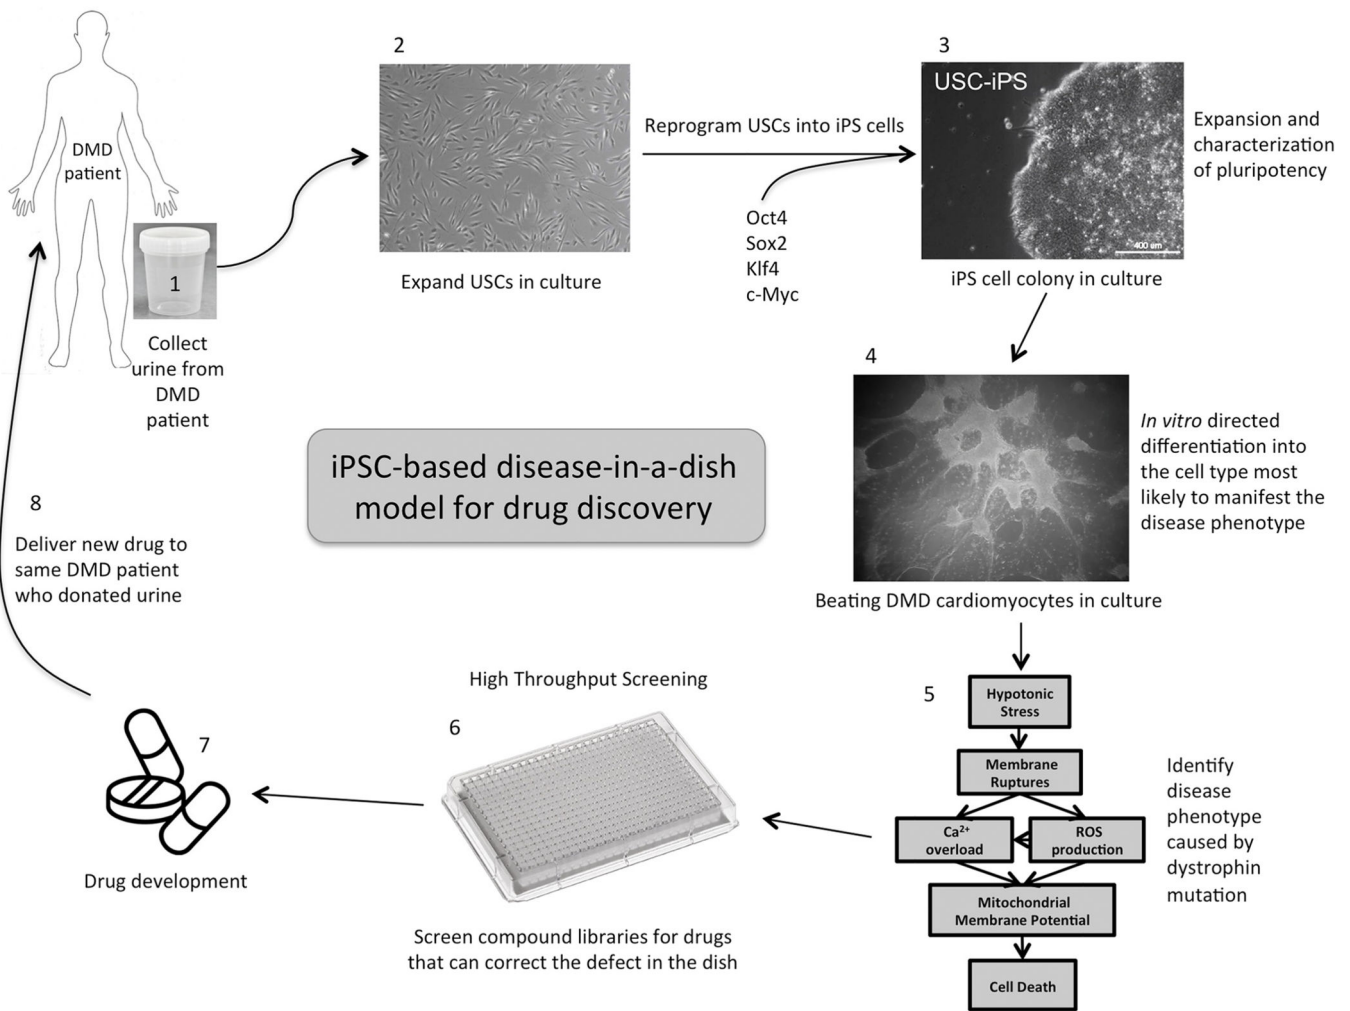 DMD
patient
1
Collect
urine from
DMD
patient
2
Expand USCs in culture
Reprogram USCs into iPS cells
Oct4
Sox2
Klf4
c-Myc
3
USC-iPS
400 um
iPS cell colony in culture
Expansion and
characterization
of pluripotency
4
Beating DMD cardiomyocytes in culture
In vitro directed
differentiation into
the cell type most
likely to manifest the
disease phenotype
iPSC-based disease-in-a-dish
model for drug discovery
5
Hypotonic
Stress
Membrane
Ruptures
Ca²⁺
overload
ROS
production
Mitochondrial
Membrane Potential
Cell Death
Identify
disease
phenotype
caused by
dystrophin
mutation
High Throughput Screening
6
Screen compound libraries for drugs
that can correct the defect in the dish
7
Drug development
8
Deliver new drug to
same DMD patient
who donated urine